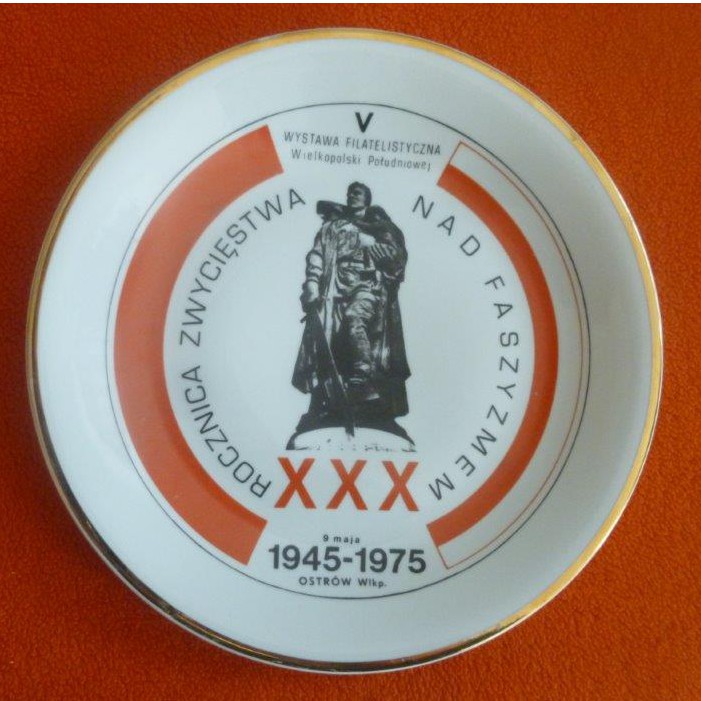 V
WYSTAWA FILATELISTYCZNA
Wielkopolski Południowej
ROCZNICA ZWYCIĘSTWA NAD FASZYZMEM
XXX
9 maja
1945-1975
OSTRÓW Wlkp.